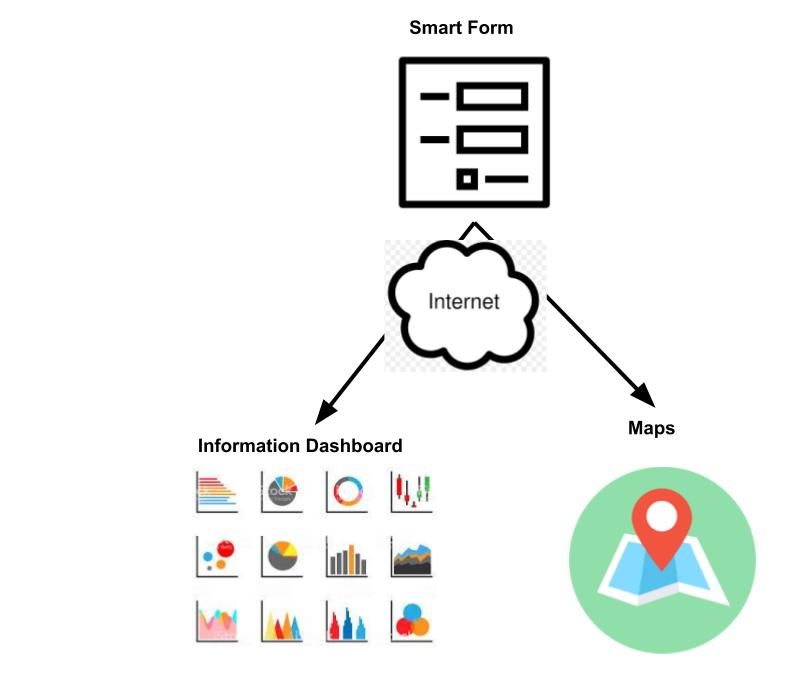 Smart Form
Internet
Maps
Information Dashboard